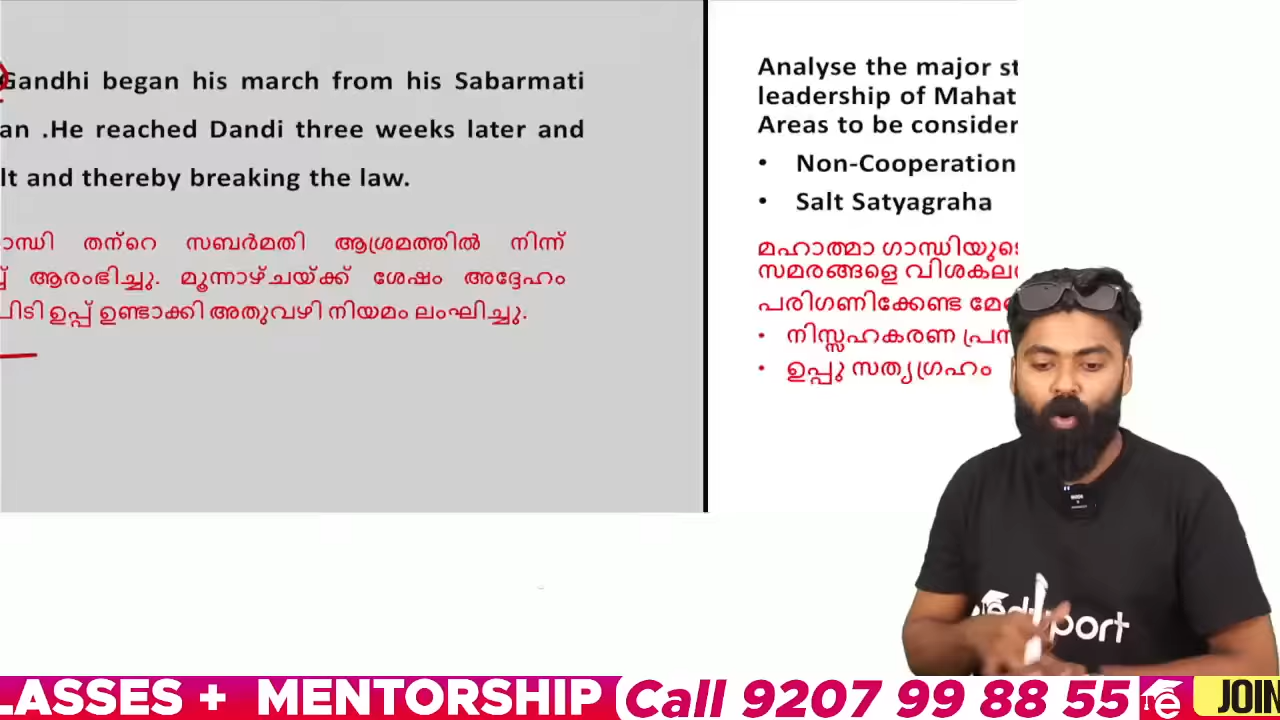 Gandhi began his march from his Sabarmati
an .He reached Dandi three weeks later and
lt and thereby breaking the law.
ാന്ധി തന്റെ സബർമതി ആശ്രമത്തിൽ നിന്ന്
ആരംഭിച്ചു. മൂന്നാഴ്ചയ്ക്ക് ശേഷം അദ്ദേഹം
പിടി ഉപ്പ് ഉണ്ടാക്കി അതുവഴി നിയമം ലംഘിച്ചു.
Analyse the major st
leadership of Mahat
Areas to be consider
• Non-Cooperation
• Salt Satyagraha
മഹാത്മാ ഗാന്ധിയുടെ
സമരങ്ങളെ വിശകല
പരിഗണിക്കേണ്ട മേ
• നിസ്സഹകരണ പ്രസ
• ഉപ്പു സത്യഗ്രഹം
eduport
LASSES + MENTORSHIP Call 9207 99 88 55 e JOIN